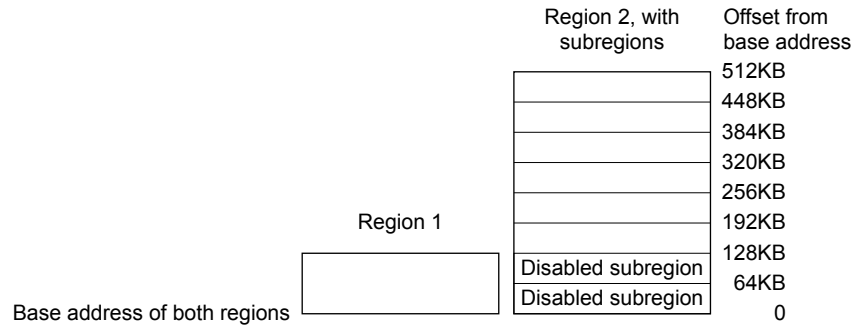 Region 2, with
subregions
Offset from
base address
512KB
448KB
384KB
320KB
256KB
Region 1
192KB
128KB
Disabled subregion
64KB
Disabled subregion
Base address of both regions
0